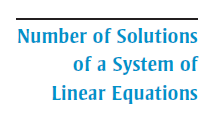 Number of Solutions
of a System of
Linear Equations